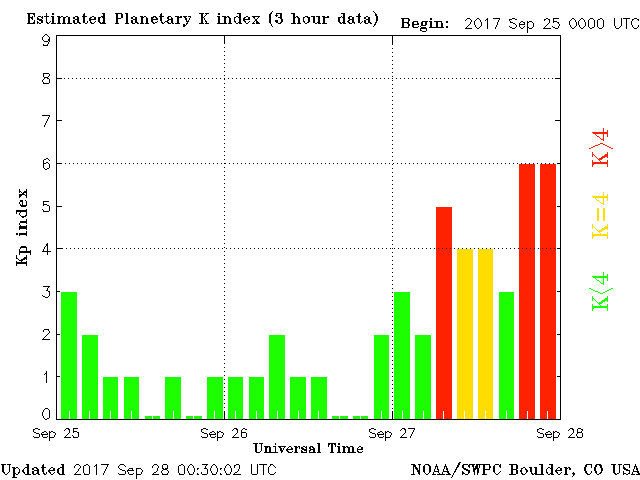 Estimated Planetary K index (3 hour data) Begin: 2017 Sep 25 0000 UTC
9
8
7
6
5
4
3
2
1
0
Kp index
K>4
K=4
K<4
Sep 25 Sep 26 Sep 27 Sep 28
Universal Time
Updated 2017 Sep 28 00:30:02 UTC NOAA/SWPC Boulder, CO USA